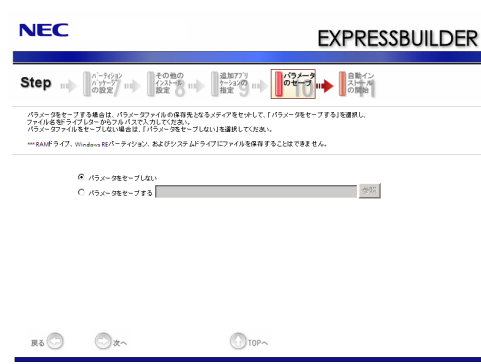 NEC
EXPRESSBUILDER
Step
パーティション/パッケージの設定 7
その他のインストール設定 8
追加アプリケーションの指定 9
パラメータのセーブ 10
自動インストールの開始 11
パラメータをセーブする場合は、パラメータファイルの保存先となるメディアをセットして、「パラメータをセーブする」を選択し、
ファイル名をドライブレターからフルパスで入力してください。
パラメータファイルをセーブしない場合は、「パラメータをセーブしない」を選択してください。
***RAMドライブ、Windows REパーティション、およびシステムドライブにファイルを保存することはできません。
パラメータをセーブしない
パラメータをセーブする
参照
戻る
次へ
TOPへ